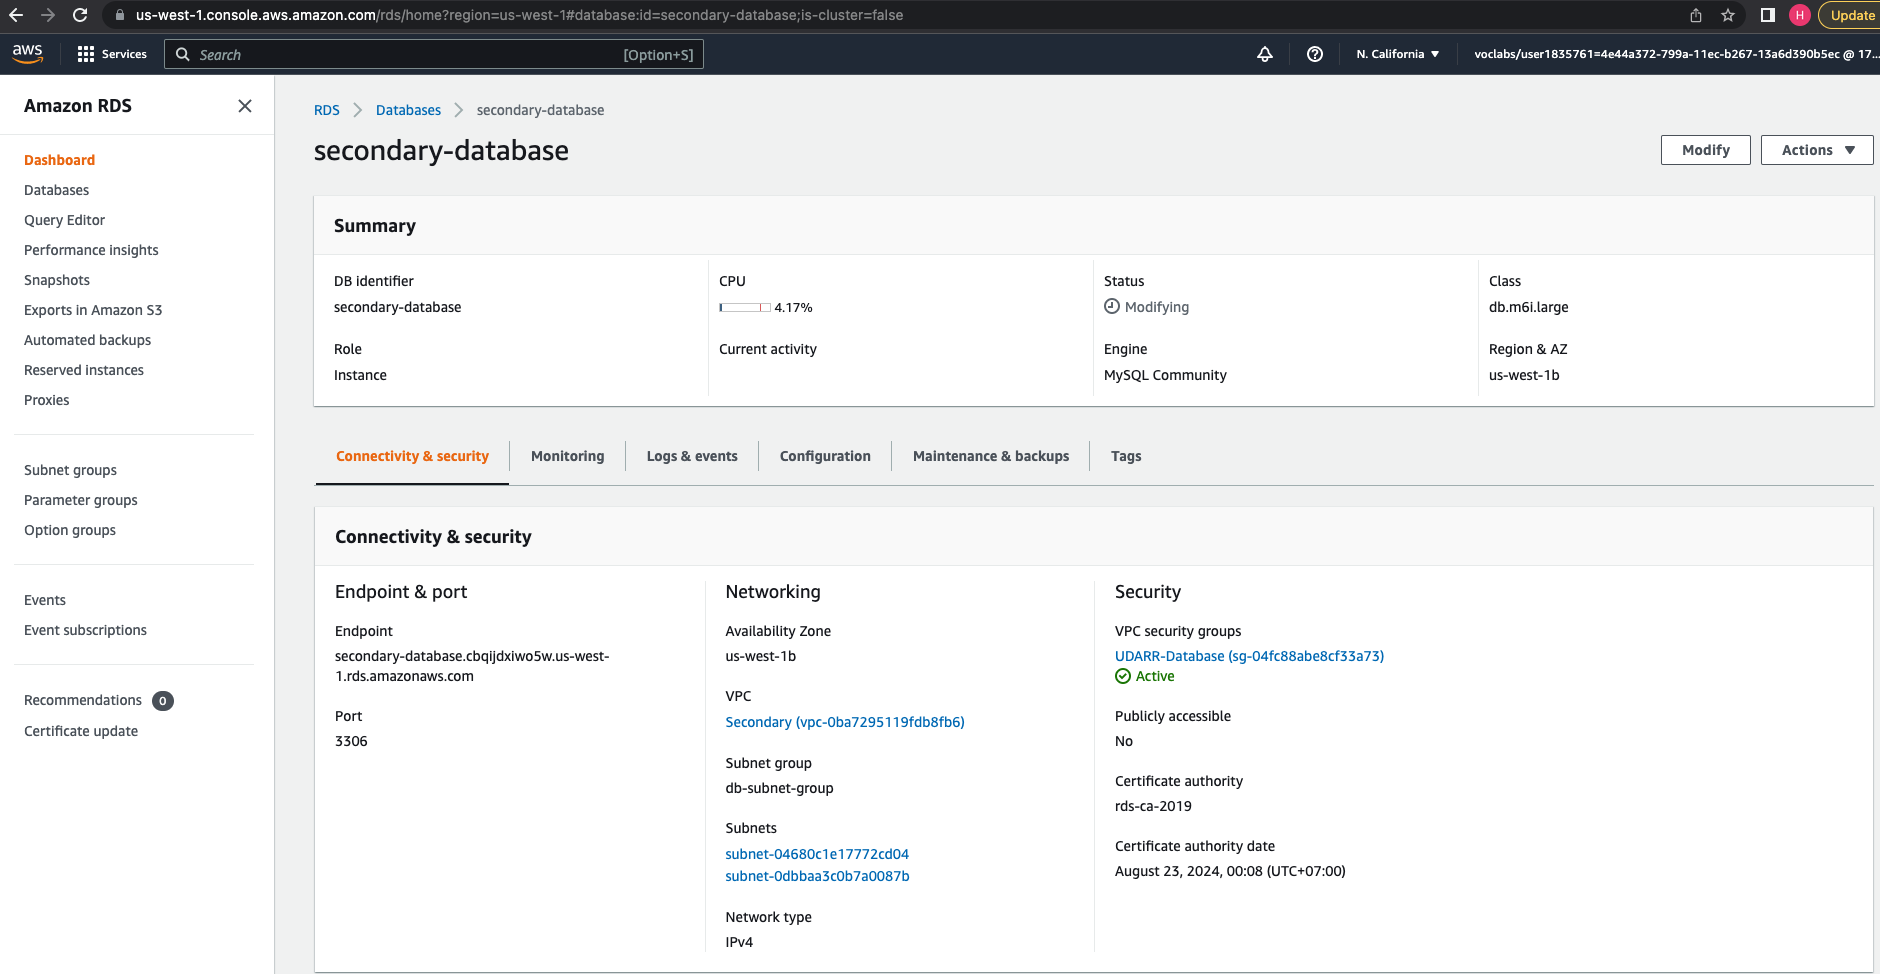 us-west-1.console.aws.amazon.com/rds/home?region=us-west-1#database:id=secondary-database;is-cluster=false
H
Update
aws
Services
Search
[Option+S]
N. California
voclabs/user1835761=4e44a372-799a-11ec-b267-13a6d390b5ec @ 17...
Amazon RDS
Dashboard
Databases
Query Editor
Performance insights
Snapshots
Exports in Amazon S3
Automated backups
Reserved instances
Proxies
Subnet groups
Parameter groups
Option groups
Events
Event subscriptions
Recommendations 0
Certificate update
RDS
Databases
secondary-database
secondary-database
Modify
Actions
Summary
DB identifier
secondary-database
CPU
4.17%
Status
Modifying
Class
db.m6i.large
Role
Instance
Current activity
Engine
MySQL Community
Region & AZ
us-west-1b
Connectivity & security
Monitoring
Logs & events
Configuration
Maintenance & backups
Tags
Connectivity & security
Endpoint & port
Endpoint
secondary-database.cbqijdxiwo5w.us-west-
1.rds.amazonaws.com
Port
3306
Networking
Availability Zone
us-west-1b
VPC
Secondary (vpc-0ba7295119fdb8fb6)
Subnet group
db-subnet-group
Subnets
subnet-04680c1e17772cd04
subnet-0dbbaa3c0b7a0087b
Network type
IPv4
Security
VPC security groups
UDARR-Database (sg-04fc88abe8cf33a73)
Active
Publicly accessible
No
Certificate authority
rds-ca-2019
Certificate authority date
August 23, 2024, 00:08 (UTC+07:00)